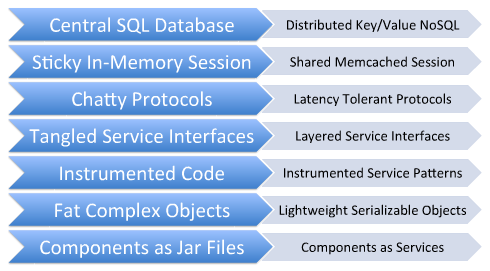 Central SQL Database
Distributed Key/Value NoSQL
Sticky In-Memory Session
Shared Memcached Session
Chatty Protocols
Latency Tolerant Protocols
Tangled Service Interfaces
Layered Service Interfaces
Instrumented Code
Instrumented Service Patterns
Fat Complex Objects
Lightweight Serializable Objects
Components as Jar Files
Components as Services